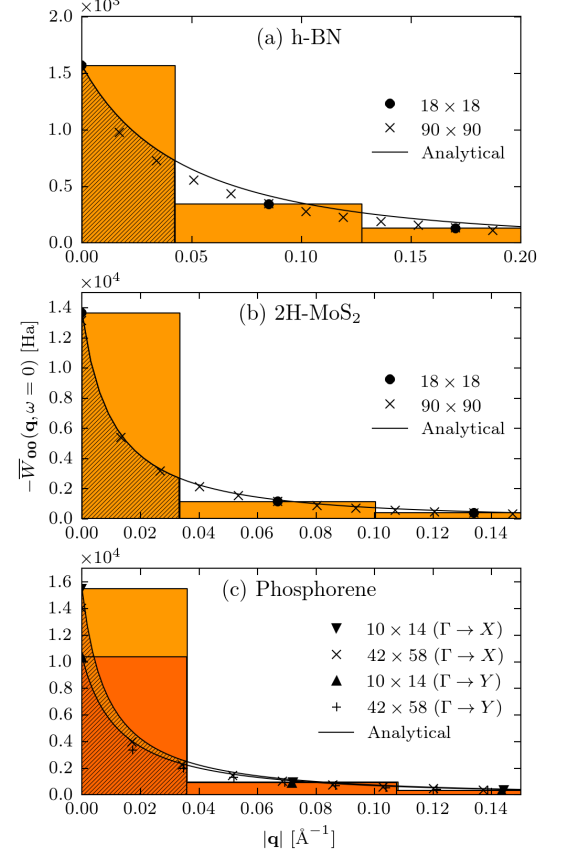 ×10³
2.0
(a) h-BN
1.5
1.0
0.5
0.0
18 × 18
90 × 90
Analytical
0.00 0.05 0.10 0.15 0.20
×10⁴
1.4
(b) 2H-MoS₂
1.2
1.0
0.8
0.6
0.4
0.2
0.0
18 × 18
90 × 90
Analytical
0.00 0.02 0.04 0.06 0.08 0.10 0.12 0.14
−W̅₀₀(q, ω = 0) [Ha]
×10⁴
1.6
(c) Phosphorene
1.4
1.2
1.0
0.8
0.6
0.4
0.2
0.0
10 × 14 (Γ → X)
42 × 58 (Γ → X)
10 × 14 (Γ → Y)
42 × 58 (Γ → Y)
Analytical
0.00 0.02 0.04 0.06 0.08 0.10 0.12 0.14
|q| [Å⁻¹]